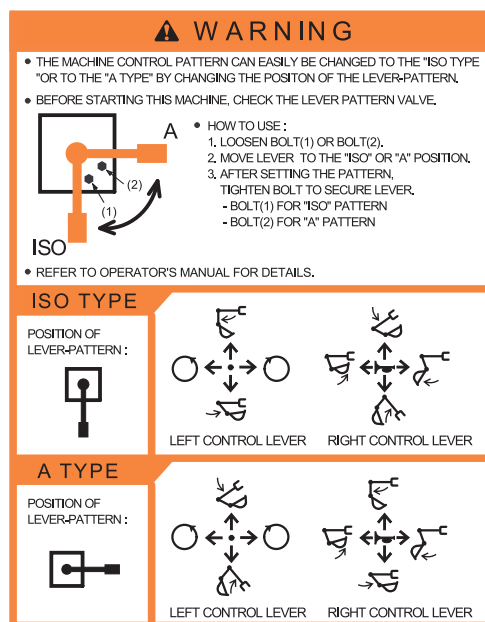 WARNING
• THE MACHINE CONTROL PATTERN CAN EASILY BE CHANGED TO THE "ISO TYPE
"OR TO THE "A TYPE" BY CHANGING THE POSITON OF THE LEVER-PATTERN.
• BEFORE STARTING THIS MACHINE, CHECK THE LEVER PATTERN VALVE.
A
(2)
(1)
ISO
• HOW TO USE :
1. LOOSEN BOLT(1) OR BOLT(2).
2. MOVE LEVER TO THE "ISO" OR "A" POSITION.
3. AFTER SETTING THE PATTERN,
TIGHTEN BOLT TO SECURE LEVER.
- BOLT(1) FOR "ISO" PATTERN
- BOLT(2) FOR "A" PATTERN
• REFER TO OPERATOR'S MANUAL FOR DETAILS.
ISO TYPE
POSITION OF
LEVER-PATTERN :
LEFT CONTROL LEVER
RIGHT CONTROL LEVER
A TYPE
POSITION OF
LEVER-PATTERN :
LEFT CONTROL LEVER
RIGHT CONTROL LEVER